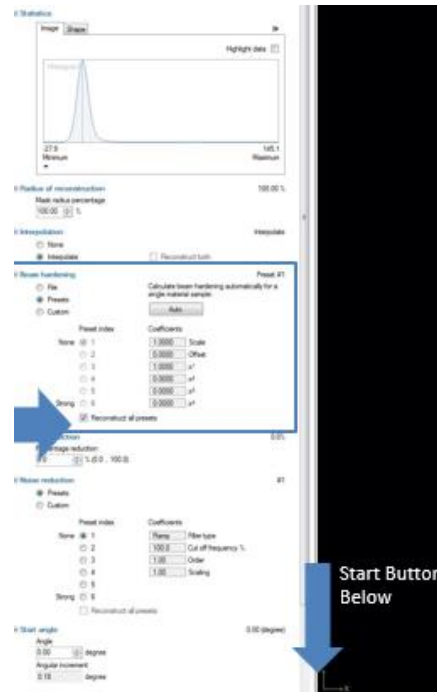 Statistics
Image Shape
Highlight data
Histogram
-27.9 145.1
Minimum Maximum
Radius of reconstruction 100.00 %
Mask radius percentage
100.00 %
Interpolation Interpolate
None
Interpolate Reconstruct both
Beam hardening Preset #1
File Calculate beam hardening automatically for a
Presets single material sample.
Custom Auto
Preset index Coefficients
None 1 1.0000 Scale
2 0.0000 Offset
3 1.0000
4 0.0000
5 0.0000
Strong 6 0.0000
Reconstruct all presets
0.0%
Percentage reduction
% (0.0 .. 100.0)
Noise reduction #1
Presets
Custom
Preset index Coefficients
None 1 Ramp Filter type
2 100.0 Cut off frequency %
3 1.00 Order
4 1.00 Scaling
5
Strong 6
Reconstruct all presets
Start angle 0.00 (degree)
Angle
0.00 degree
Angular increment
0.18 degree
Start Button
Below